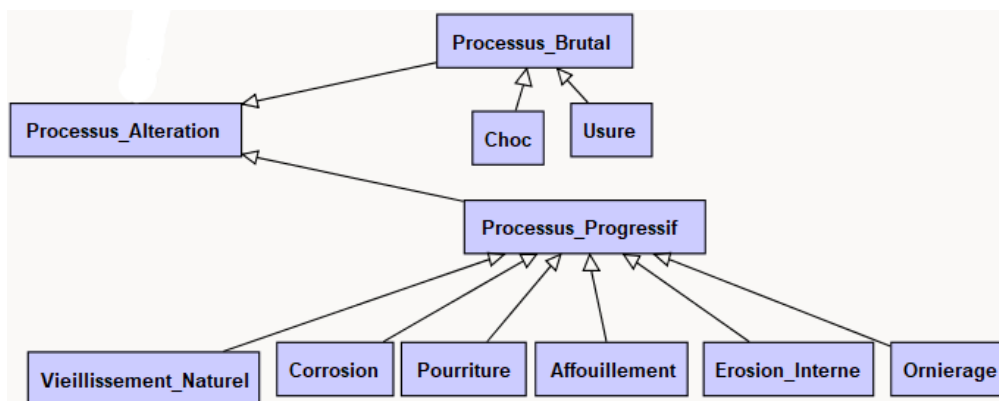 Processus_Brutal
Processus_Alteration
Choc
Usure
Processus_Progressif
Vieillissement_Naturel
Corrosion
Pourriture
Affouillement
Erosion_Interne
Ornierage